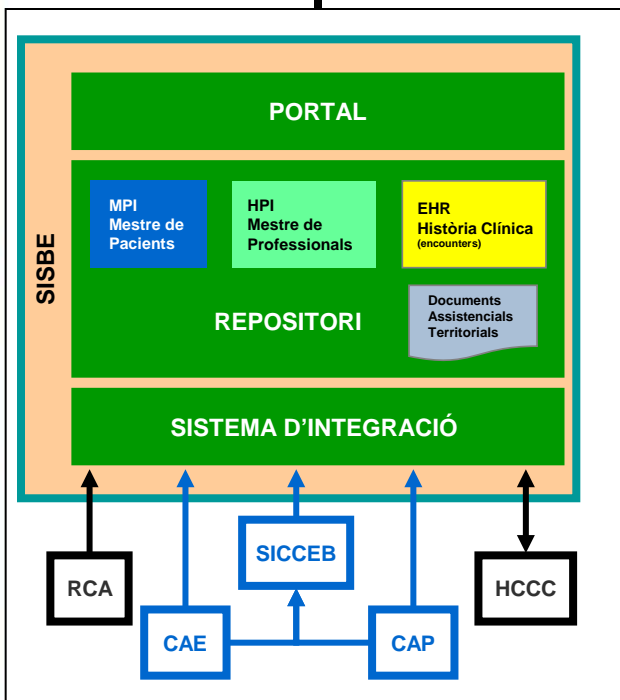 PORTAL
SISBE
MPI
Mestre de
Pacients
HPI
Mestre de
Professionals
EHR
Història Clínica
(encounters)
Documents
Assistencials
Territorials
REPOSITORI
SISTEMA D'INTEGRACIÓ
SICCEB
RCA
HCCC
CAE
CAP